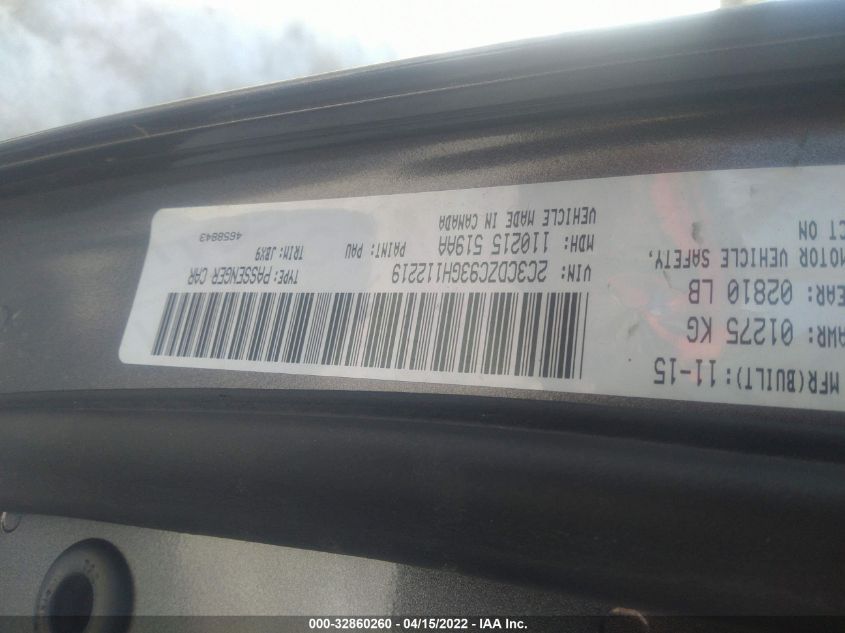 MFR(BUILT): 11-15
AWR: 01275 KG
EAR: 02810 LB
MOTOR VEHICLE SAFETY,
CT ON
VIN: 2C3CDZC93GH112219
TYPE: PASSENGER CAR
MDH: 110215 519AA
PAINT: PAU
TRIM: JBX9
VEHICLE MADE IN CANADA
4658843
000-32860260 - 04/15/2022 - IAA Inc.